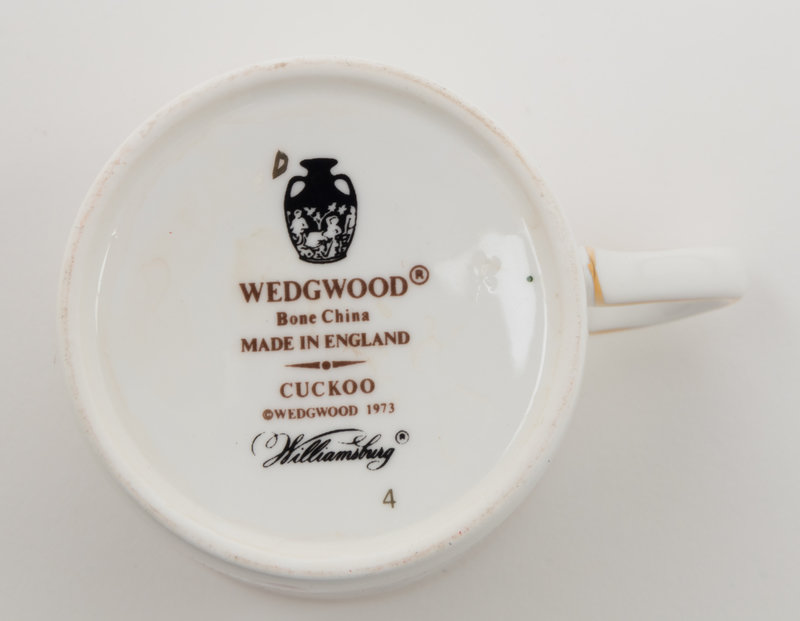 D
WEDGWOOD®
Bone China
MADE IN ENGLAND
CUCKOO
©WEDGWOOD 1973
Williamsburg®
4